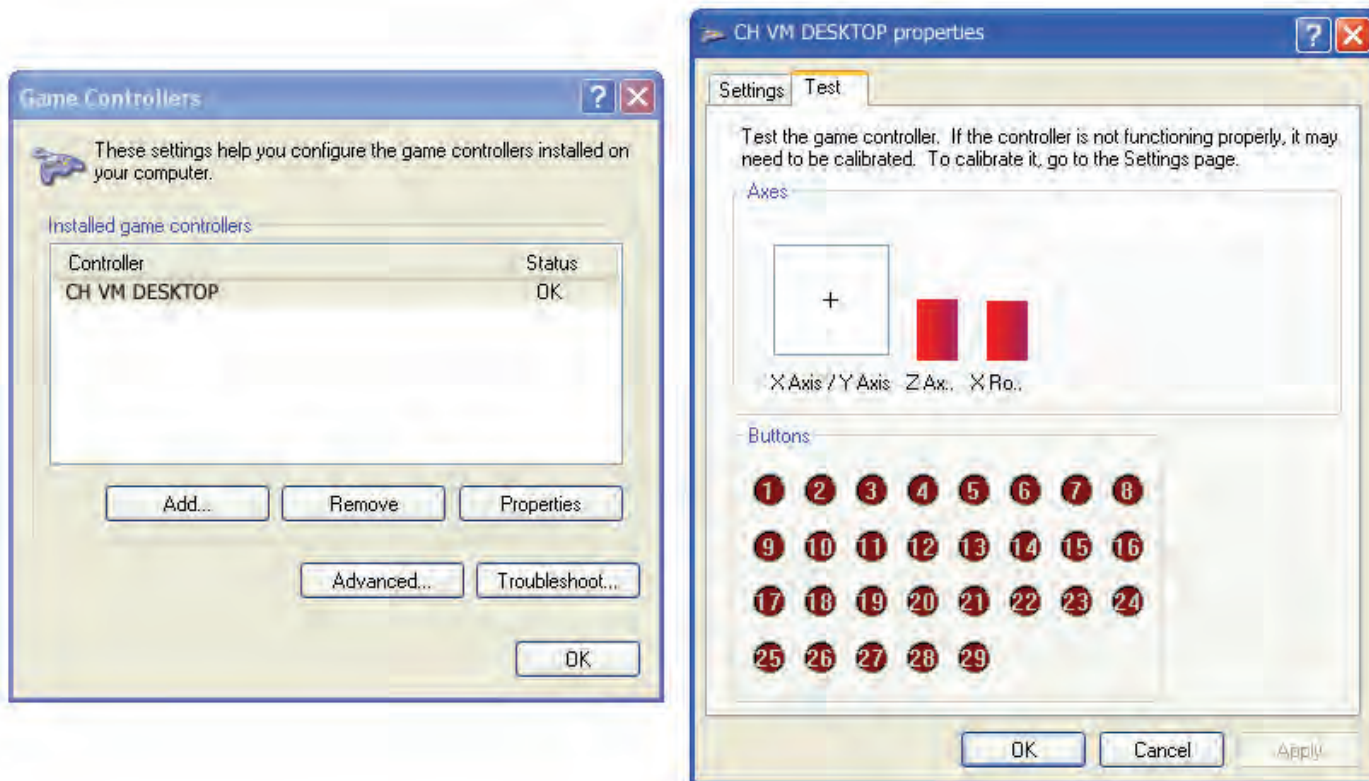 Game Controllers
These settings help you configure the game controllers installed on
your computer.
Installed game controllers
Controller Status
CH VM DESKTOP OK
Add... Remove Properties
Advanced... Troubleshoot...
OK
CH VM DESKTOP properties
Settings Test
Test the game controller. If the controller is not functioning properly, it may
need to be calibrated. To calibrate it, go to the Settings page.
Axes
X Axis / Y Axis Z Ax.. X Ro..
Buttons
1 2 3 4 5 6 7 8
9 10 11 12 13 14 15 16
17 18 19 20 21 22 23 24
25 26 27 28 29
OK Cancel Apply